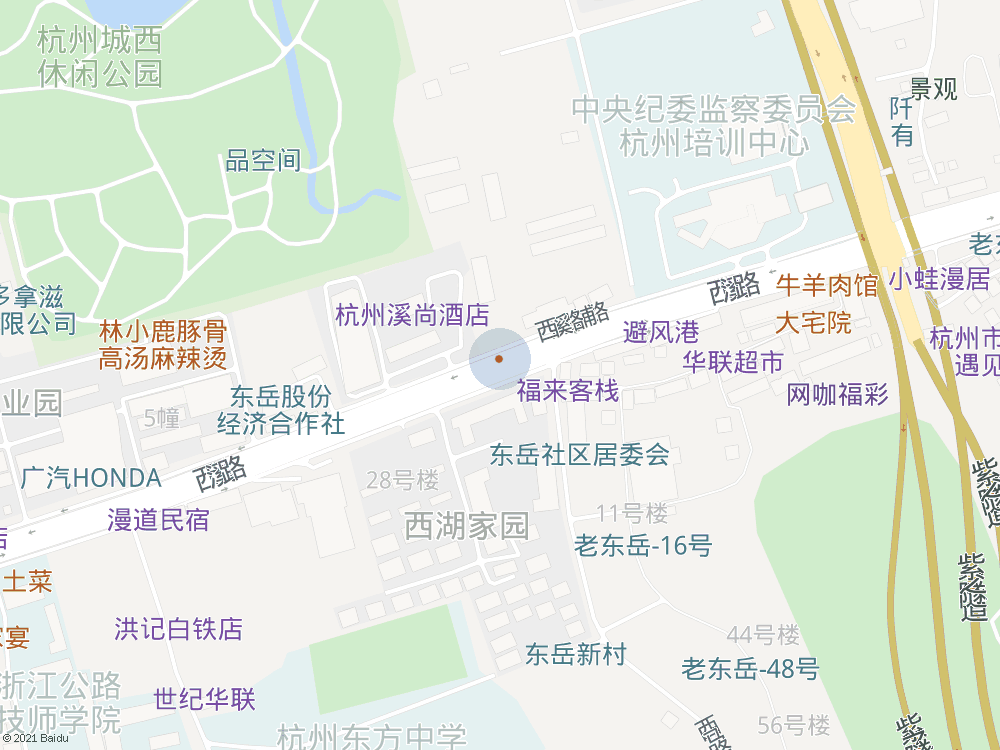 杭州城西
休闲公园
品空间
中央纪委监察委员会
杭州培训中心
景观
阡有
老东
小蛙漫居
牛羊肉馆
大宅院
西溪路
西溪路辅路
杭州溪尚酒店
避风港
华联超市
杭州市
遇见
多拿滋
限公司
林小鹿豚骨
高汤麻辣烫
福来客栈
网咖福彩
业园
5幢
东岳股份
经济合作社
东岳社区居委会
广汽HONDA
西溪路
28号楼
漫道民宿
西湖家园
11号楼
老东岳-16号
店
土菜
家宴
洪记白铁店
东岳新村
44号楼
老东岳-48号
浙江公路
技师学院
世纪华联
杭州东方中学
56号楼
紫
隧道
紫
隧道
紫
© 2021 Baidu